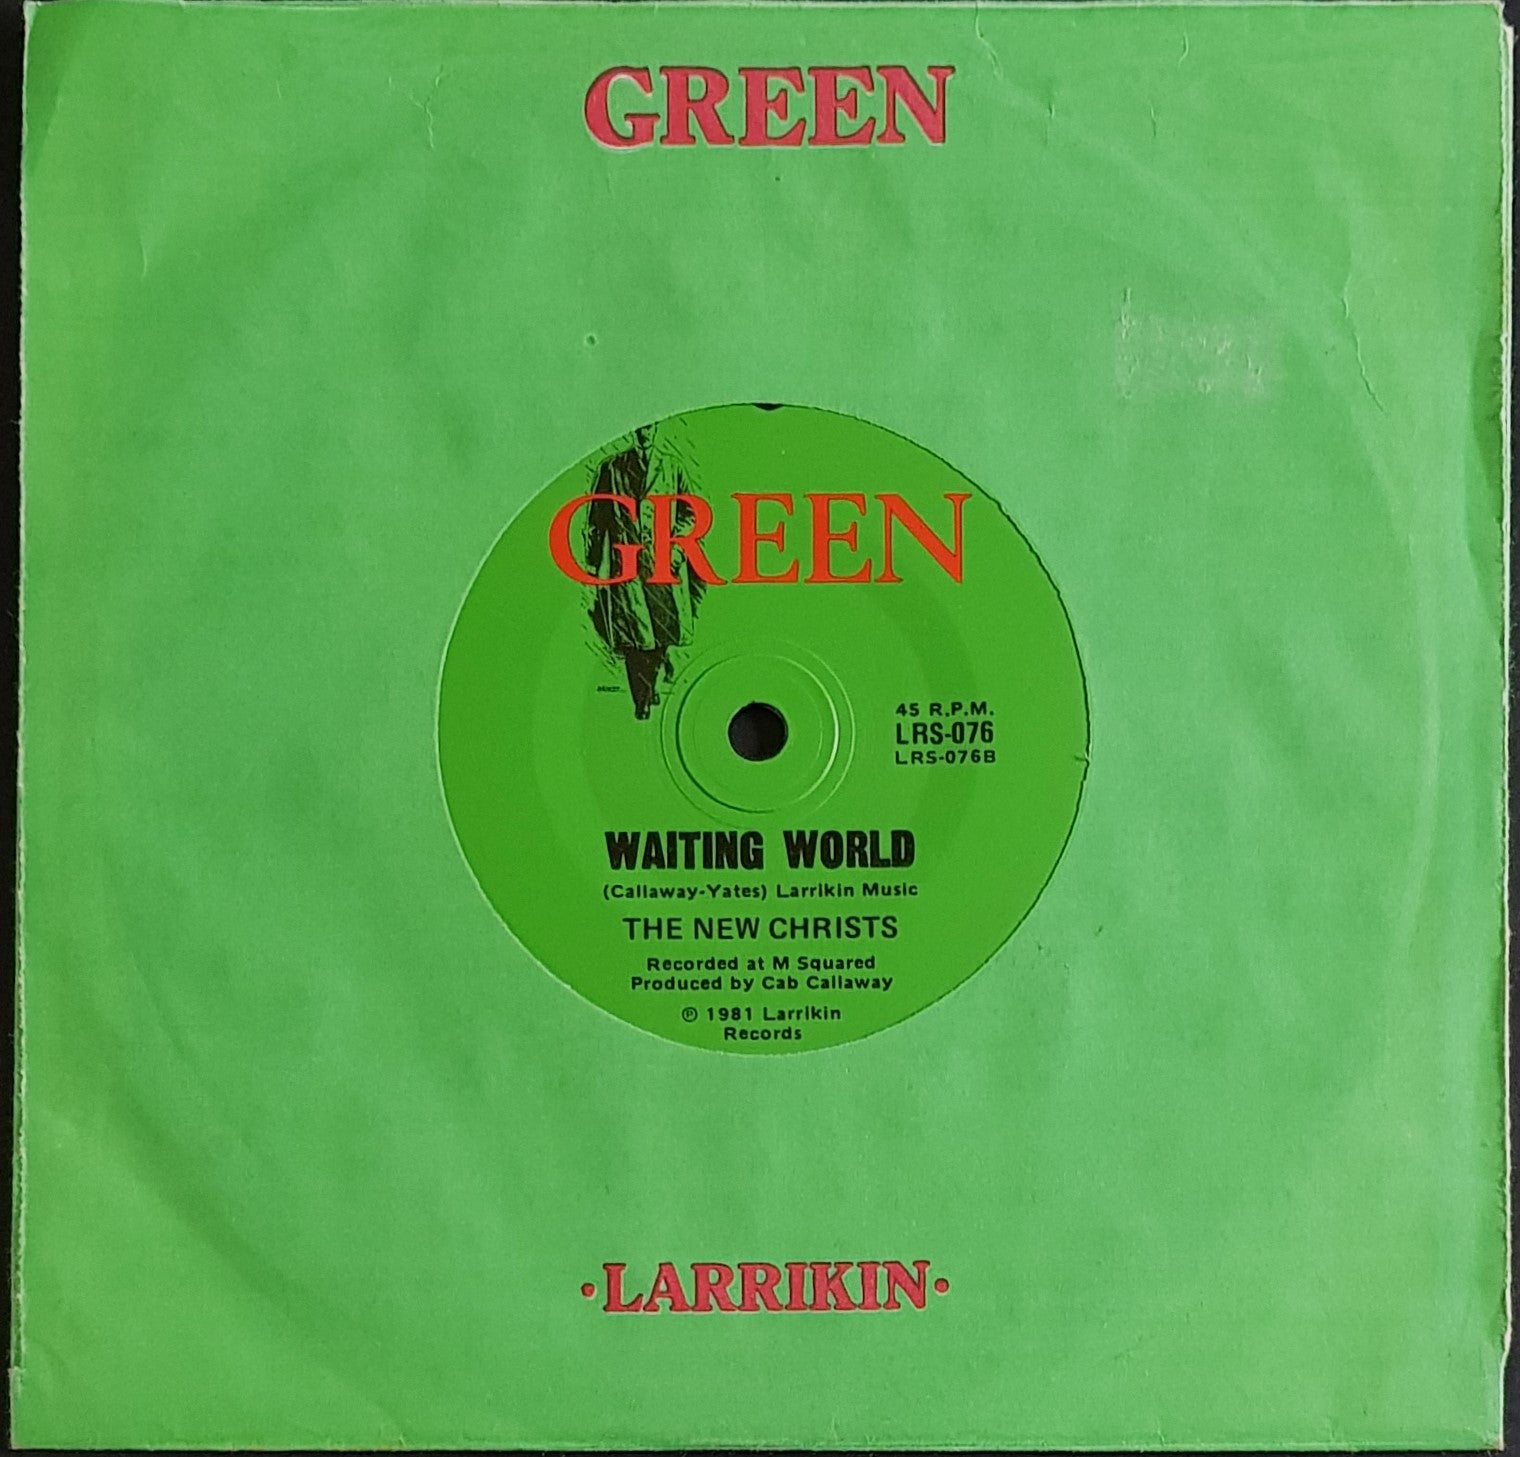 GREEN
GREEN
45 R.P.M.
LRS-076
LRS-076B
WAITING WORLD
(Callaway-Yates) Larrikin Music
THE NEW CHRISTS
Recorded at M Squared
Produced by Cab Callaway
℗ 1981 Larrikin
Records
·LARRIKIN·